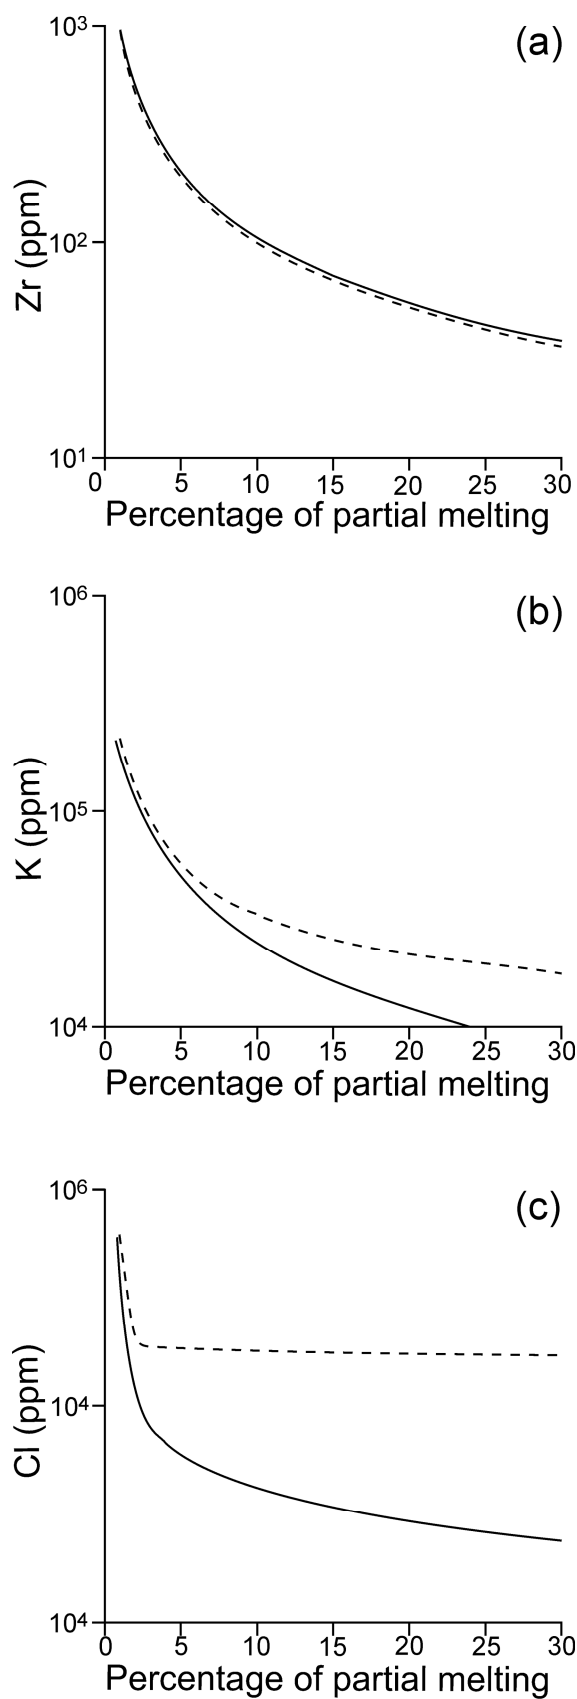 (a)
10³
Zr (ppm)
10²
10¹
0 5 10 15 20 25 30
Percentage of partial melting
(b)
10⁶
K (ppm)
10⁵
10⁴
0 5 10 15 20 25 30
Percentage of partial melting
(c)
10⁶
Cl (ppm)
10⁴
10⁴
0 5 10 15 20 25 30
Percentage of partial melting